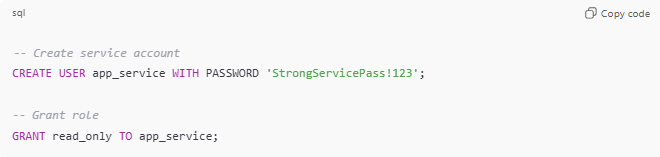 sql
Copy code
-- Create service account
CREATE USER app_service WITH PASSWORD 'StrongServicePass!123';
-- Grant role
GRANT read_only TO app_service;